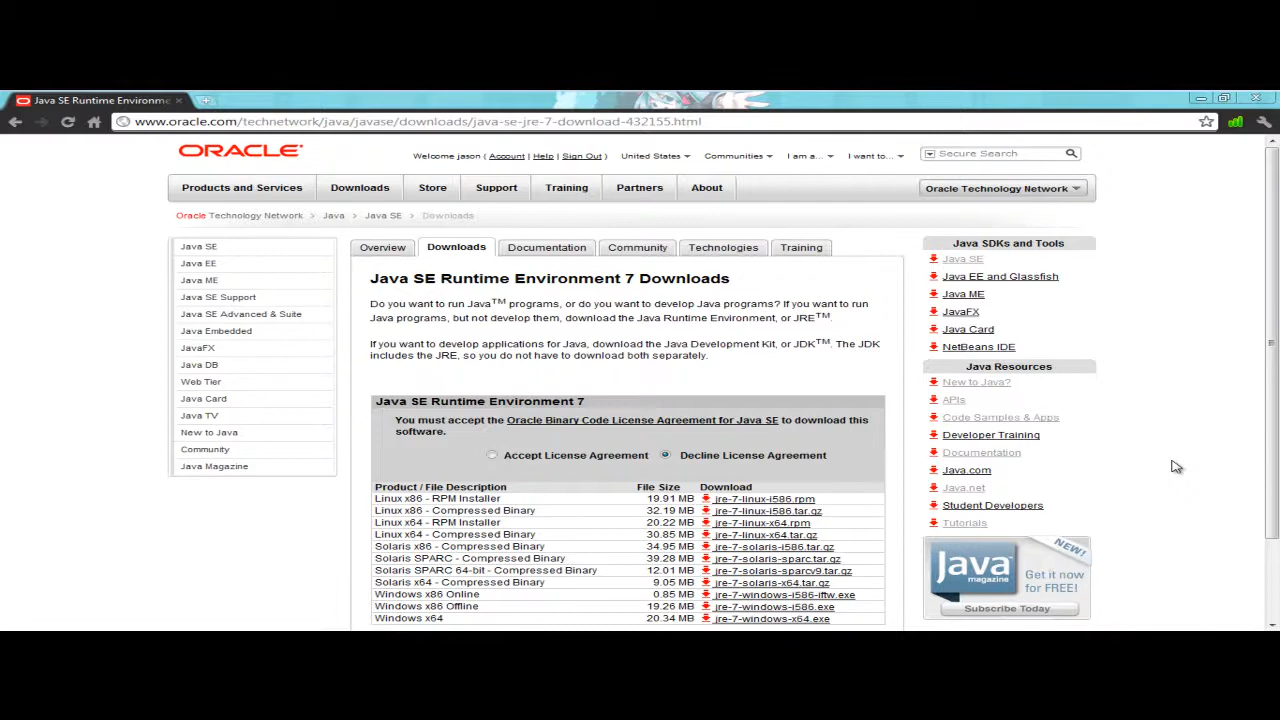 Java SE Runtime Environme
www.oracle.com/technetwork/java/javase/downloads/java-se-jre-7-download-432155.html
ORACLE
Welcome jason ( Account | Help | Sign Out ) United States Communities I am a... I want to... Secure Search
Products and Services Downloads Store Support Training Partners About Oracle Technology Network
Oracle Technology Network > Java > Java SE > Downloads
Java SE
Java EE
Java ME
Java SE Support
Java SE Advanced & Suite
Java Embedded
JavaFX
Java DB
Web Tier
Java Card
Java TV
New to Java
Community
Java Magazine
Overview Downloads Documentation Community Technologies Training
Java SE Runtime Environment 7 Downloads
Do you want to run Java™ programs, or do you want to develop Java programs? If you want to run
Java programs, but not develop them, download the Java Runtime Environment, or JRE™.
If you want to develop applications for Java, download the Java Development Kit, or JDK™. The JDK
includes the JRE, so you do not have to download both separately.
Java SE Runtime Environment 7
You must accept the Oracle Binary Code License Agreement for Java SE to download this
software.
Accept License Agreement Decline License Agreement
Product / File Description File Size Download
Linux x86 - RPM Installer 19.91 MB jre-7-linux-i586.rpm
Linux x86 - Compressed Binary 32.19 MB jre-7-linux-i586.tar.gz
Linux x64 - RPM Installer 20.22 MB jre-7-linux-x64.rpm
Linux x64 - Compressed Binary 30.85 MB jre-7-linux-x64.tar.gz
Solaris x86 - Compressed Binary 34.95 MB jre-7-solaris-i586.tar.gz
Solaris SPARC - Compressed Binary 39.28 MB jre-7-solaris-sparc.tar.gz
Solaris SPARC 64-bit - Compressed Binary 12.01 MB jre-7-solaris-sparcv9.tar.gz
Solaris x64 - Compressed Binary 9.05 MB jre-7-solaris-x64.tar.gz
Windows x86 Online 0.85 MB jre-7-windows-i586-iftw.exe
Windows x86 Offline 19.26 MB jre-7-windows-i586.exe
Windows x64 20.34 MB jre-7-windows-x64.exe
Java SDKs and Tools
Java SE
Java EE and Glassfish
Java ME
JavaFX
Java Card
NetBeans IDE
Java Resources
New to Java?
APIs
Code Samples & Apps
Developer Training
Documentation
Java.com
Java.net
Student Developers
Tutorials
NEW!
Java
magazine
Get it now
for FREE!
Subscribe Today